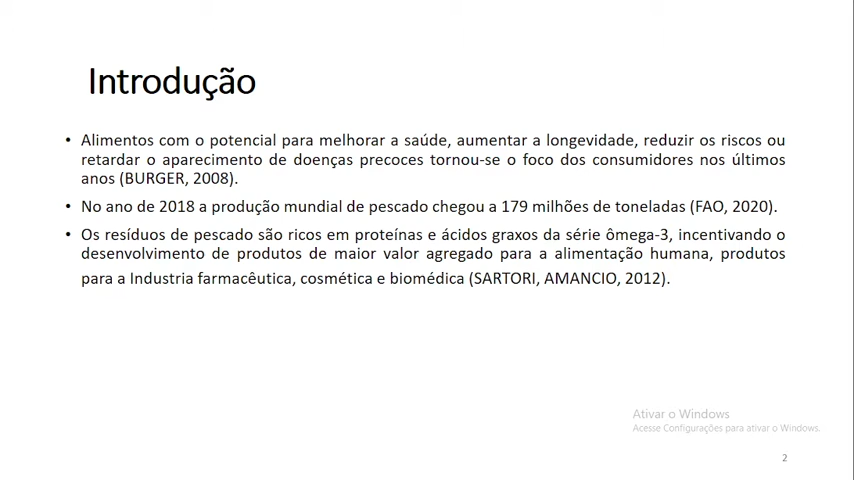 Introdução
• Alimentos com o potencial para melhorar a saúde, aumentar a longevidade, reduzir os riscos ou
retardar o aparecimento de doenças precoces tornou-se o foco dos consumidores nos últimos
anos (BURGER, 2008).
• No ano de 2018 a produção mundial de pescado chegou a 179 milhões de toneladas (FAO, 2020).
• Os resíduos de pescado são ricos em proteínas e ácidos graxos da série ômega-3, incentivando o
desenvolvimento de produtos de maior valor agregado para a alimentação humana, produtos
para a Industria farmacêutica, cosmética e biomédica (SARTORI, AMANCIO, 2012).
Ativar o Windows
Acesse Configurações para ativar o Windows.
2